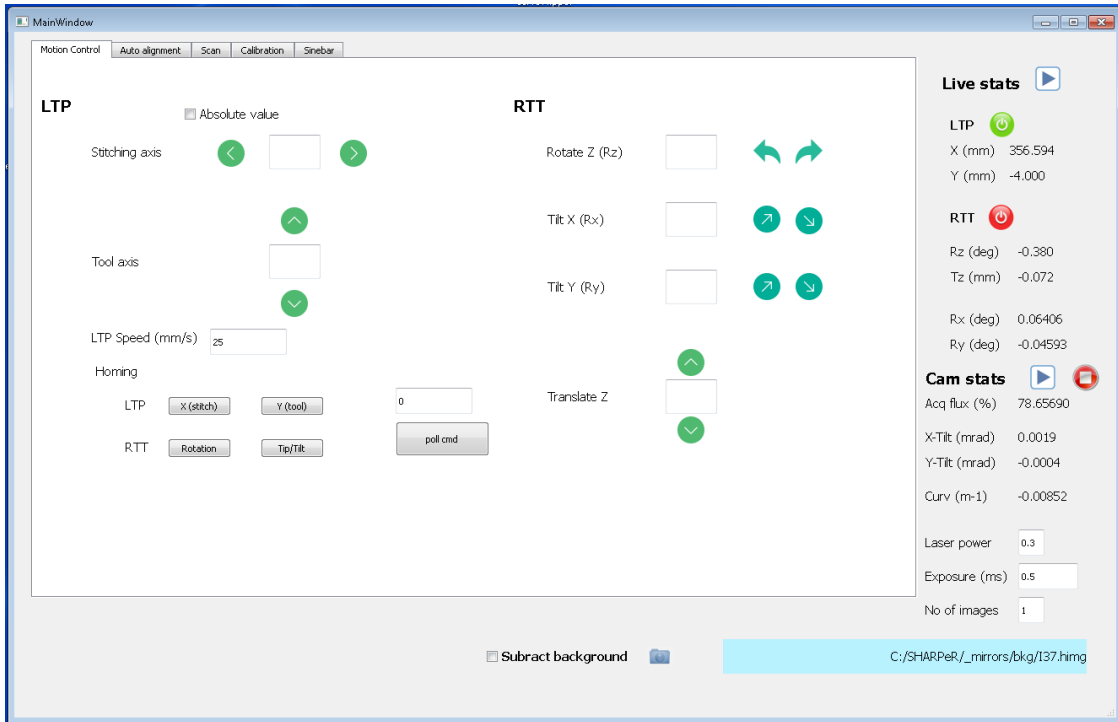 MainWindow
Motion Control Auto alignment Scan Calibration Sinebar
LTP
Absolute value
Stitching axis
Tool axis
LTP Speed (mm/s) 25
Homing
LTP X (stitch) Y (tool) 0
RTT Rotation Tip/Tilt poll cmd
RTT
Rotate Z (Rz)
Tilt X (Rx)
Tilt Y (Ry)
Translate Z
Live stats
LTP
X (mm) 356.594
Y (mm) -4.000
RTT
Rz (deg) -0.380
Tz (mm) -0.072
Rx (deg) 0.06406
Ry (deg) -0.04593
Cam stats
Acq flux (%) 78.65690
X-Tilt (mrad) 0.0019
Y-Tilt (mrad) -0.0004
Curv (m-1) -0.00852
Laser power 0.3
Exposure (ms) 0.5
No of images 1
Subract background
C:/SHARPeR/_mirrors/bkg/I37.himg